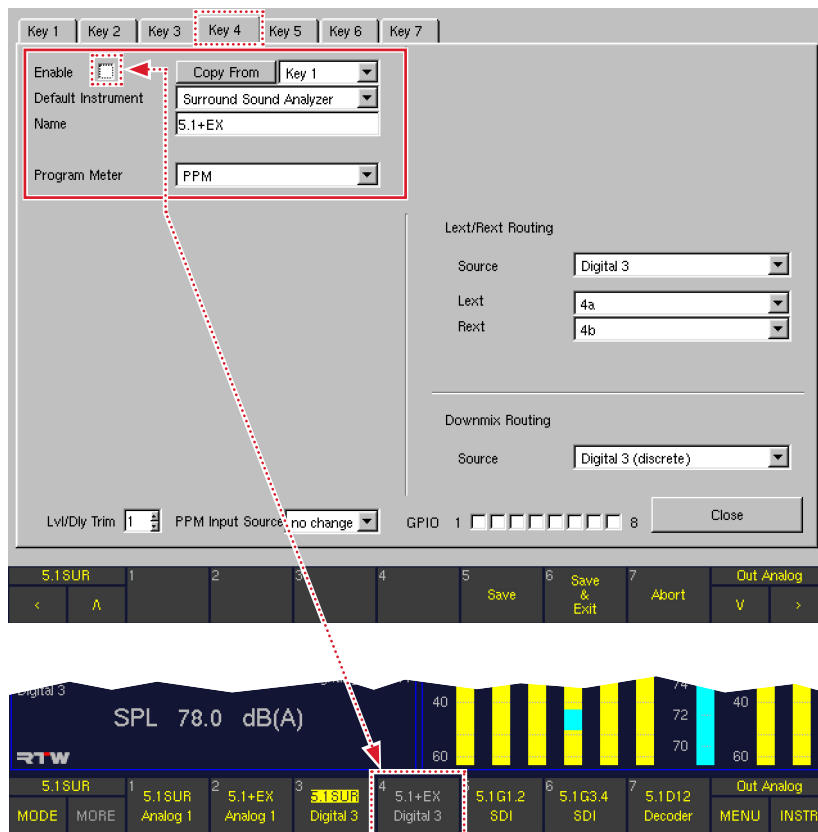 Key 1 Key 2 Key 3 Key 4 Key 5 Key 6 Key 7
Enable Copy From Key 1
Default Instrument Surround Sound Analyzer
Name 5.1+EX
Program Meter PPM
Lext/Rext Routing
Source Digital 3
Lext 4a
Rext 4b
Downmix Routing
Source Digital 3 (discrete)
Lvl/Dly Trim 1 PPM Input Source no change GPIO 1 8 Close
5.1SUR 1 2 3 4 5 Save 6 Save & Exit 7 Abort Out Analog
< Λ V >
Digital 3
SPL 78.0 dB(A)
40 60
74 72 70
40 60
RTW
5.1SUR 1 5.1SUR 2 5.1+EX 3 5.1SUR 4 5.1+EX 5.1G1.2 6 5.1G3.4 7 5.1D12 Out Analog
MODE MORE Analog 1 Analog 1 Digital 3 Digital 3 SDI SDI Decoder MENU INSTR